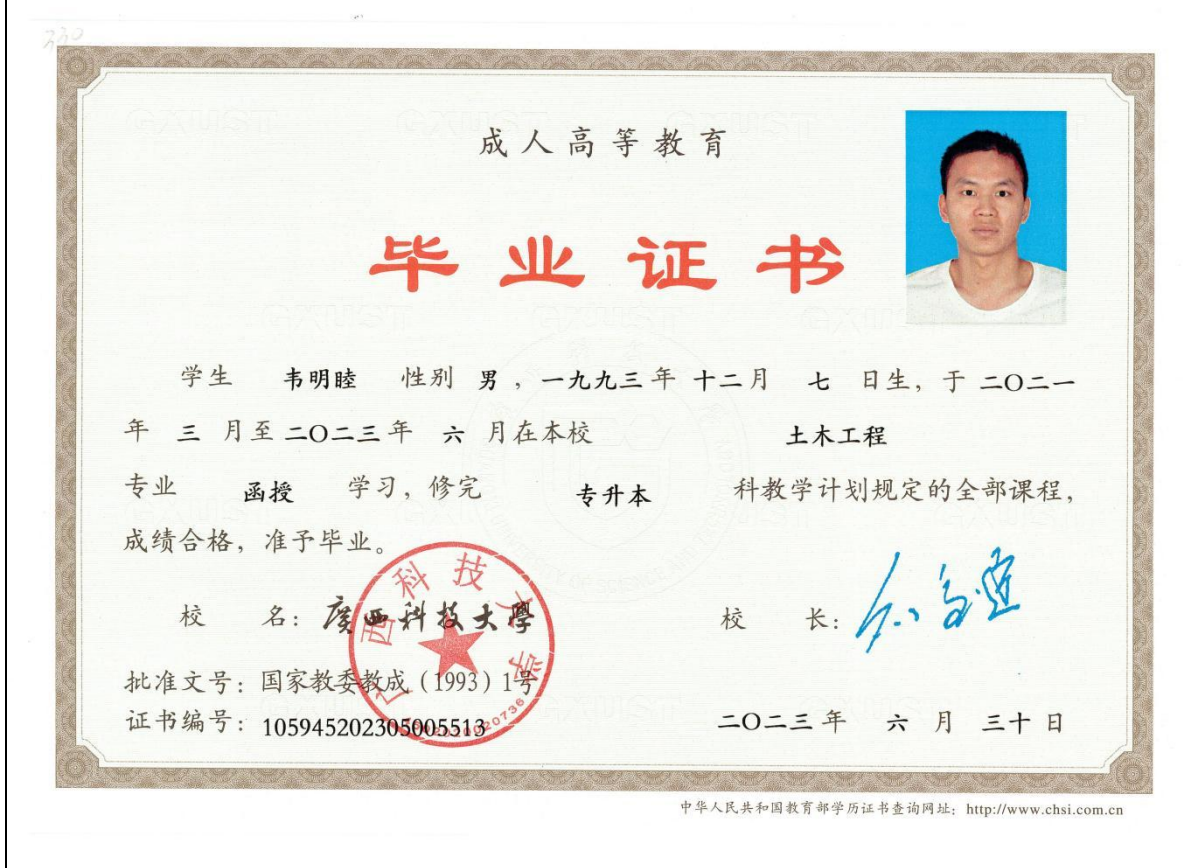 330
成人高等教育
毕业证书
学生 韦明睦 性别 男，一九九三年 十二月 七 日生，于 二〇二一
年 三 月至 二〇二三年 六 月在本校 土木工程
专业 函授 学习，修完 专升本 科教学计划规定的全部课程，
成绩合格，准予毕业。
校 名：廣西科技大學 校 长：
广西科技大学
批准文号：国家教委教成（1993）1号
证书编号：105945202305005513 二〇二三年 六 月 三十 日
中华人民共和国教育部学历证书查询网址：http://www.chsi.com.cn